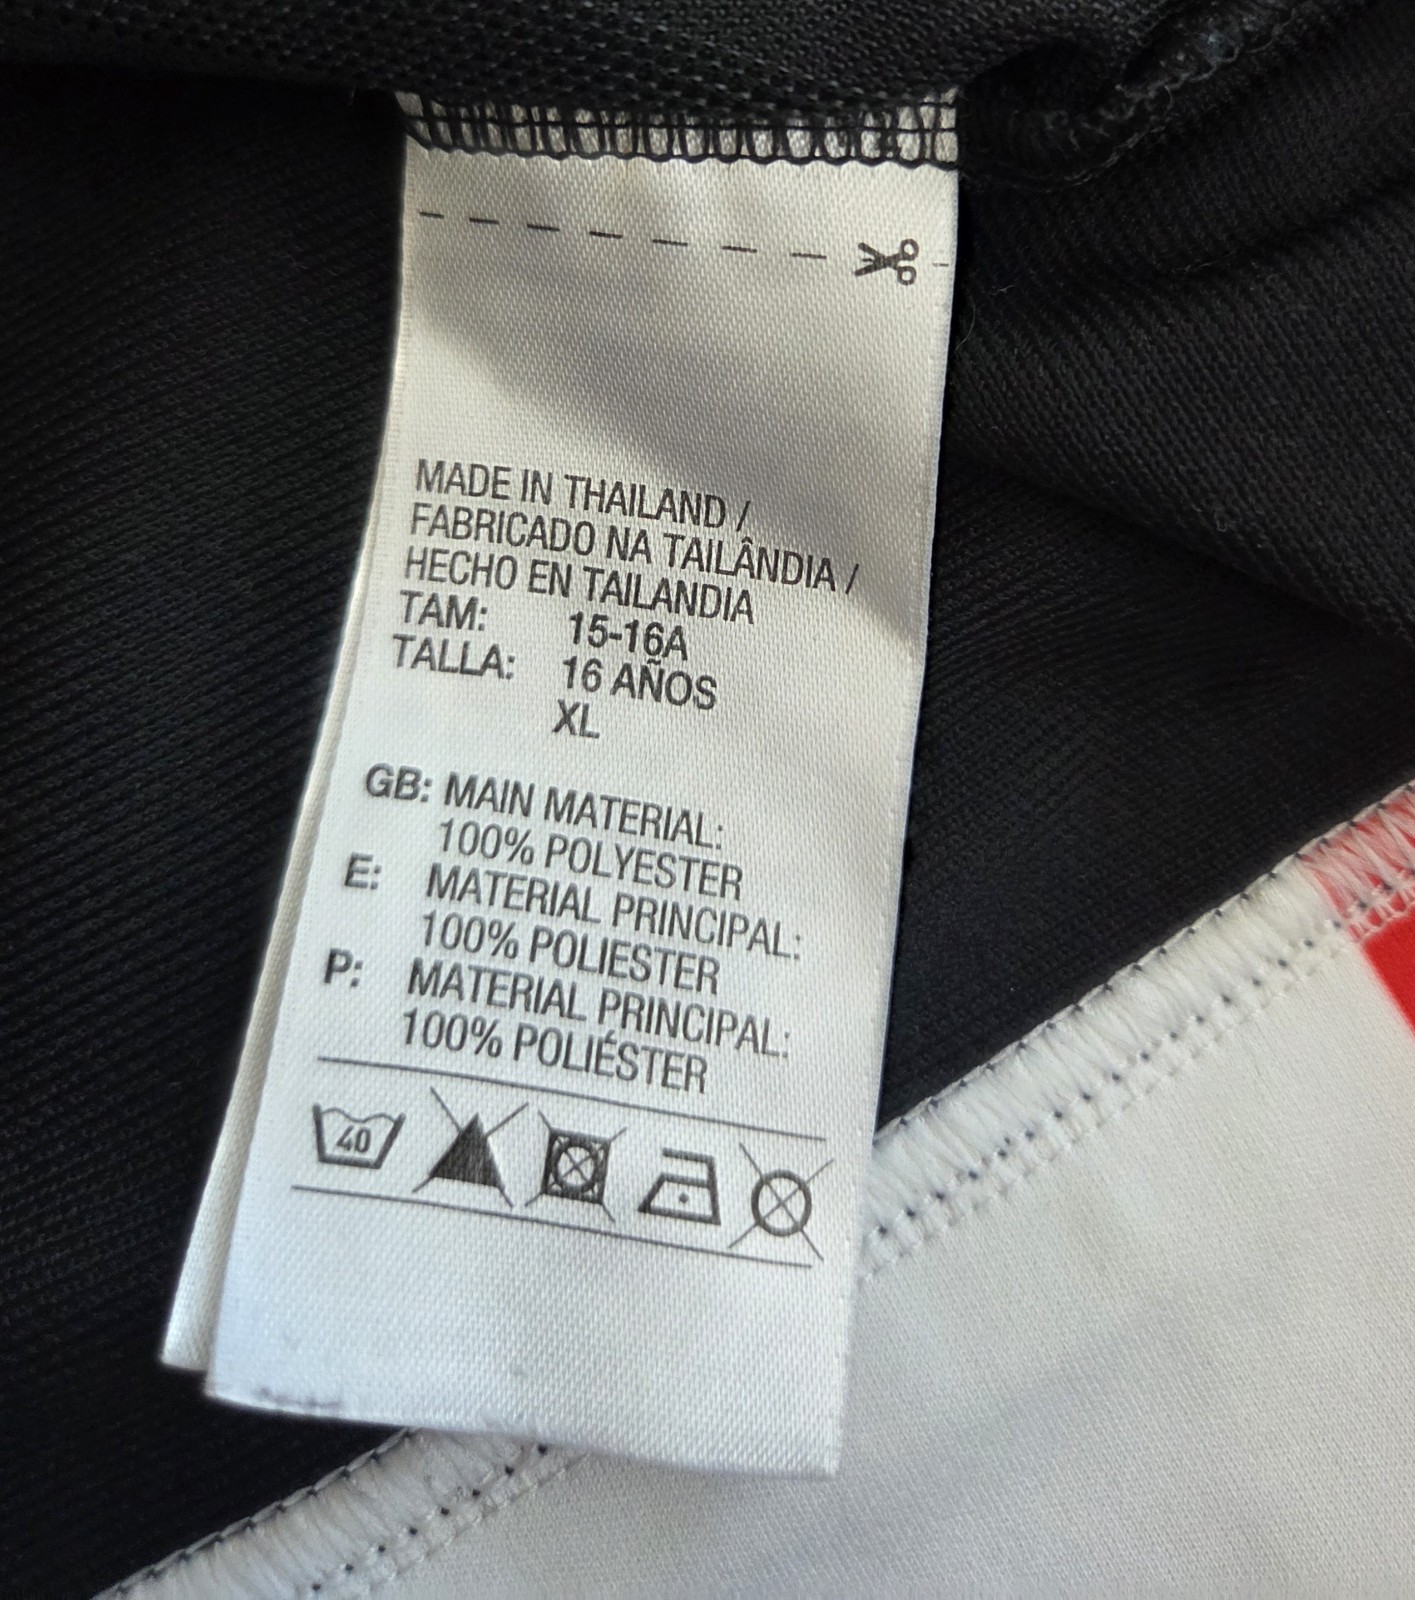 MADE IN THAILAND /
FABRICADO NA TAILÂNDIA /
HECHO EN TAILANDIA
TAM: 15-16A
TALLA: 16 AÑOS
XL
GB: MAIN MATERIAL:
100% POLYESTER
E: MATERIAL PRINCIPAL:
100% POLIESTER
P: MATERIAL PRINCIPAL:
100% POLIÉSTER
40